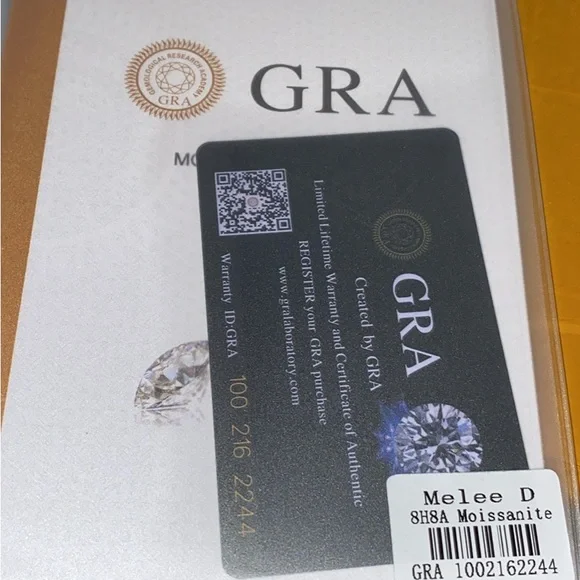 GEMOLOGICAL RESEARCH ACADEMY
GRA
GRA
GRA
Created by GRA
Limited Lifetime Warranty and Certificate of Authentic
REGISTER your GRA purchase
www.gralaboratory.com
Warranty ID:GRA 100 216 2244
Melee D
8H8A Moissanite
GRA 1002162244